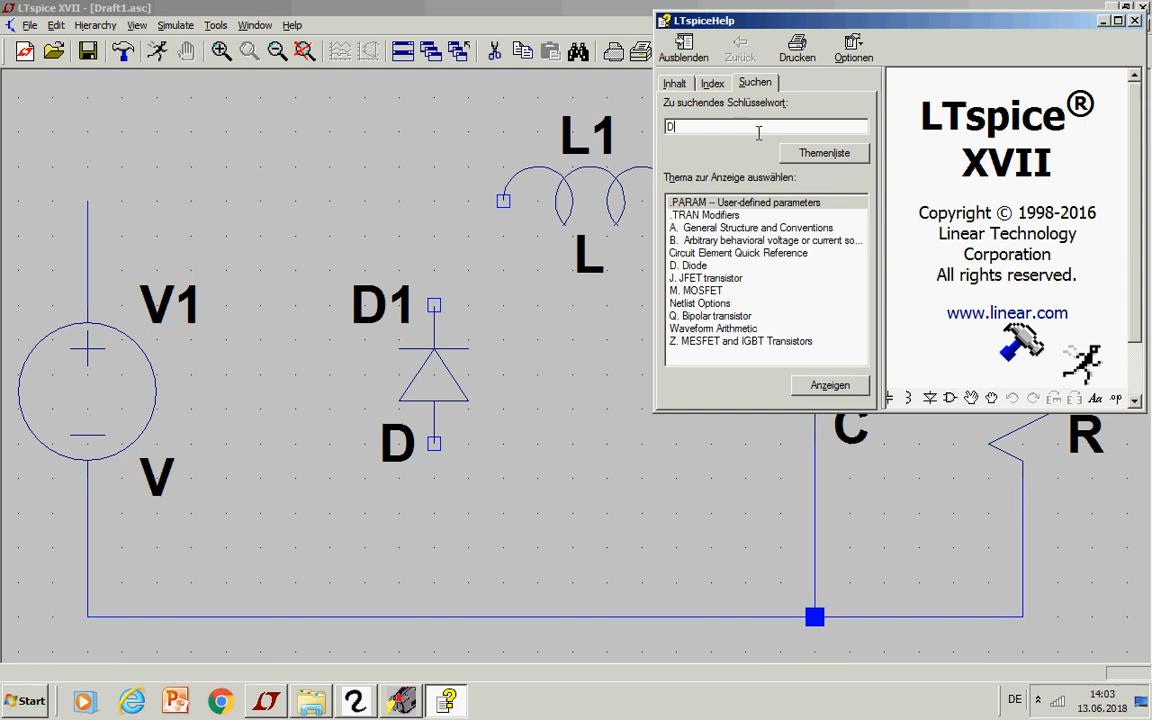 LTspice XVII - [Draft1.asc]
File Edit Hierarchy View Simulate Tools Window Help
LTspiceHelp
Ausblenden Zurück Drucken Optionen
Inhalt Index Suchen
Zu suchendes Schlüsselwort:
D
Themenliste
Thema zur Anzeige auswählen:
.PARAM -- User-defined parameters
.TRAN Modifiers
A. General Structure and Conventions
B. Arbitrary behavioral voltage or current so...
Circuit Element Quick Reference
D. Diode
J. JFET transistor
M. MOSFET
Netlist Options
Q. Bipolar transistor
Waveform Arithmetic
Z. MESFET and IGBT Transistors
Anzeigen
LTspice®
XVII
Copyright © 1998-2016
Linear Technology
Corporation
All rights reserved.
www.linear.com
Aa .op
L1
L
V1
V
D1
D
C
R
Start
DE
14:03
13.06.2018